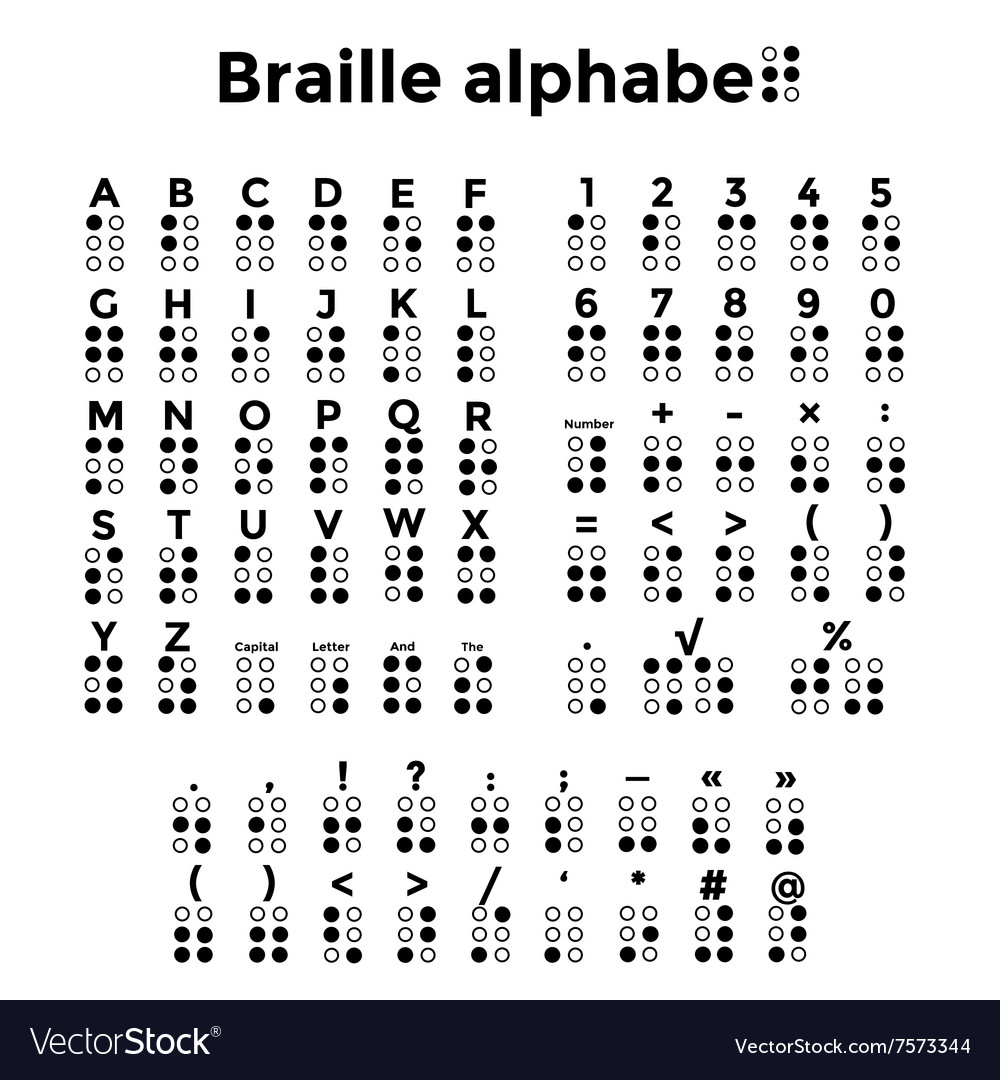 Braille alphabe⠞
A B C D E F 1 2 3 4 5
⠁ ⠃ ⠉ ⠙ ⠑ ⠋ ⠁ ⠃ ⠉ ⠙ ⠑
G H I J K L 6 7 8 9 0
⠛ ⠓ ⠊ ⠚ ⠅ ⠇ ⠋ ⠛ ⠓ ⠊ ⠚
M N O P Q R Number + - × :
⠍ ⠝ ⠕ ⠏ ⠟ ⠗ ⠼ ⠖ ⠤ ⠦ ⠲
S T U V W X = < > ( )
⠎ ⠞ ⠥ ⠧ ⠺ ⠭ ⠶ ⠪ ⠕ ⠣ ⠜
Y Z Capital Letter And The . √ %
⠽ ⠵ ⠠ ⠰ ⠯ ⠮ ⠠ ⠩⠱ ⠚⠴
. , ! ? : ; – « »
⠲ ⠂ ⠖ ⠦ ⠒ ⠆ ⠤ ⠦ ⠴
( ) < > / ‘ * # @
⠶ ⠶ ⠣ ⠜ ⠌ ⠄ ⠔ ⠼ ⠜
VectorStock® VectorStock.com/7573344